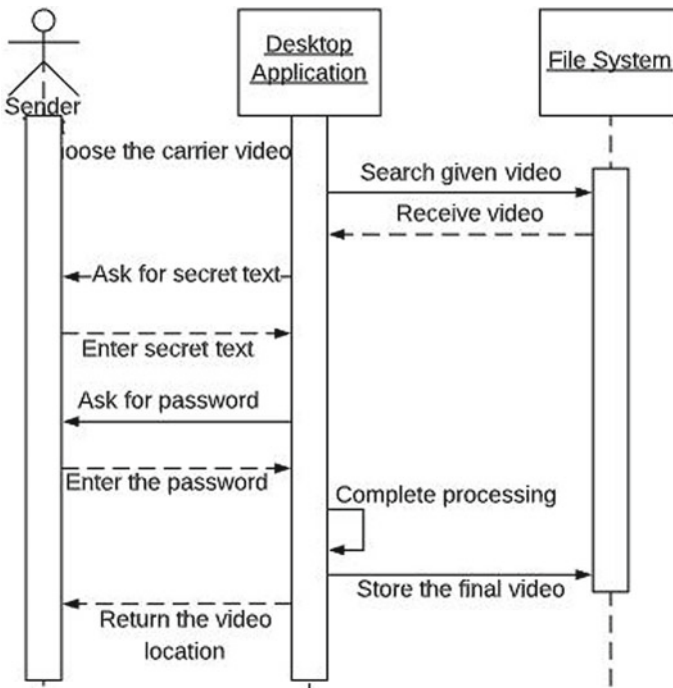 Desktop
Application
File System
Sender
oose the carrier video
Search given video
Receive video
Ask for secret text
Enter secret text
Ask for password
Enter the password
Complete processing
Store the final video
Return the video
location